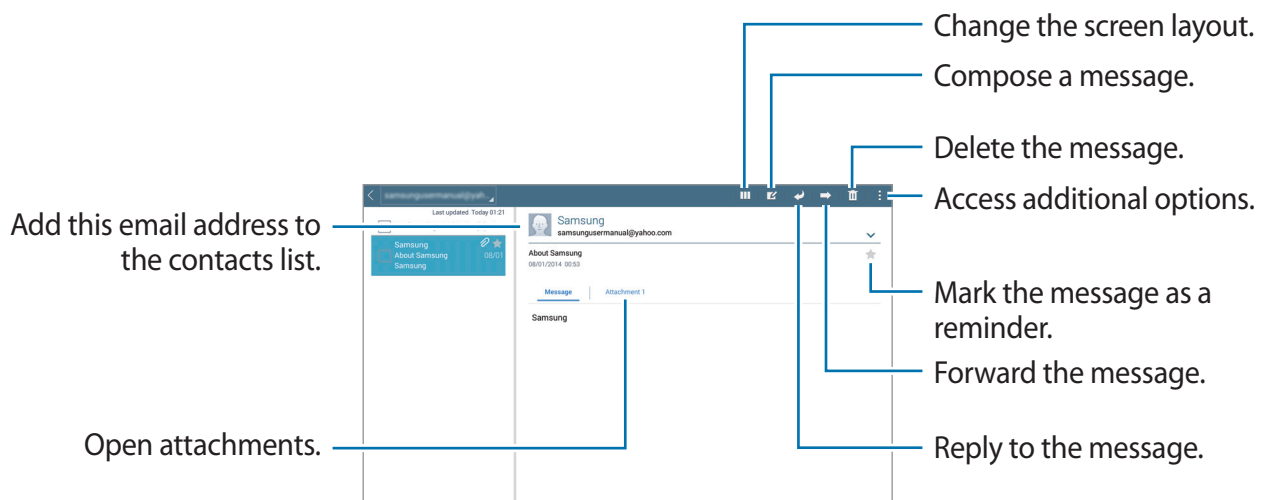 Change the screen layout.
Compose a message.
Delete the message.
Access additional options.
samsungusermanual@yah...
Last updated Today 01:21
Add this email address to
the contacts list.
Samsung
About Samsung 08/01
Samsung
Samsung
samsungusermanual@yahoo.com
About Samsung
08/01/2014 00:53
Message Attachment 1
Samsung
Mark the message as a
reminder.
Forward the message.
Open attachments.
Reply to the message.